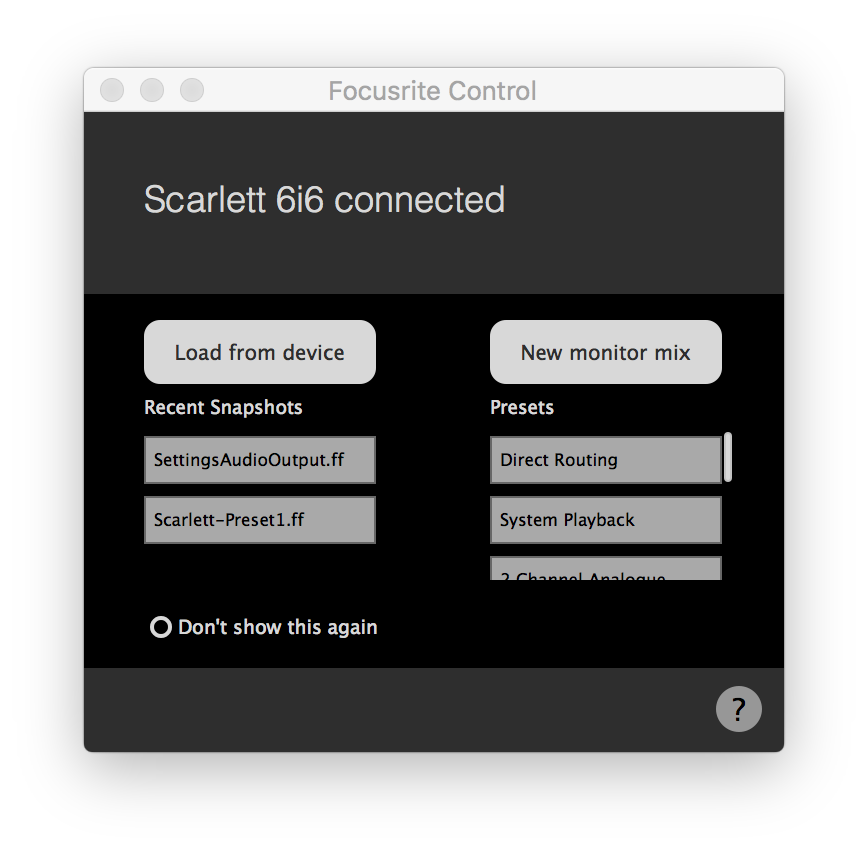 Focusrite Control
Scarlett 6i6 connected
Load from device
New monitor mix
Recent Snapshots
Presets
SettingsAudioOutput.ff
Direct Routing
Scarlett-Preset1.ff
System Playback
2 Channel Analogue
Don't show this again
?